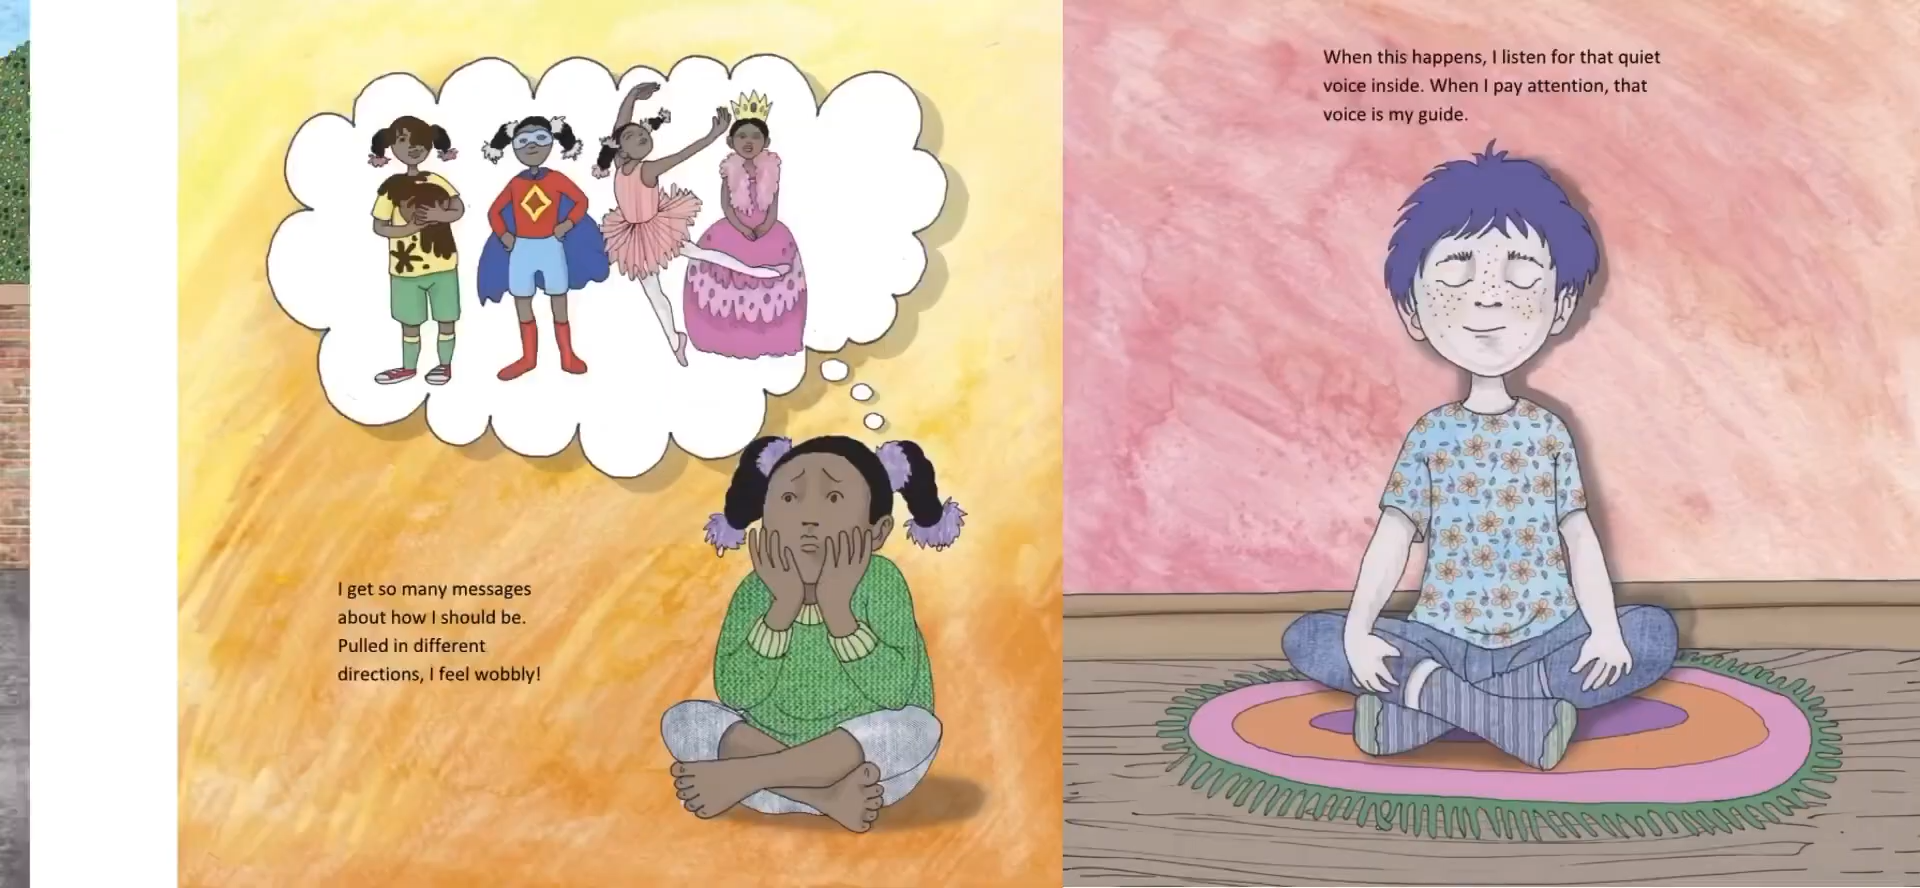 I get so many messages
about how I should be.
Pulled in different
directions, I feel wobbly!
When this happens, I listen for that quiet
voice inside. When I pay attention, that
voice is my guide.